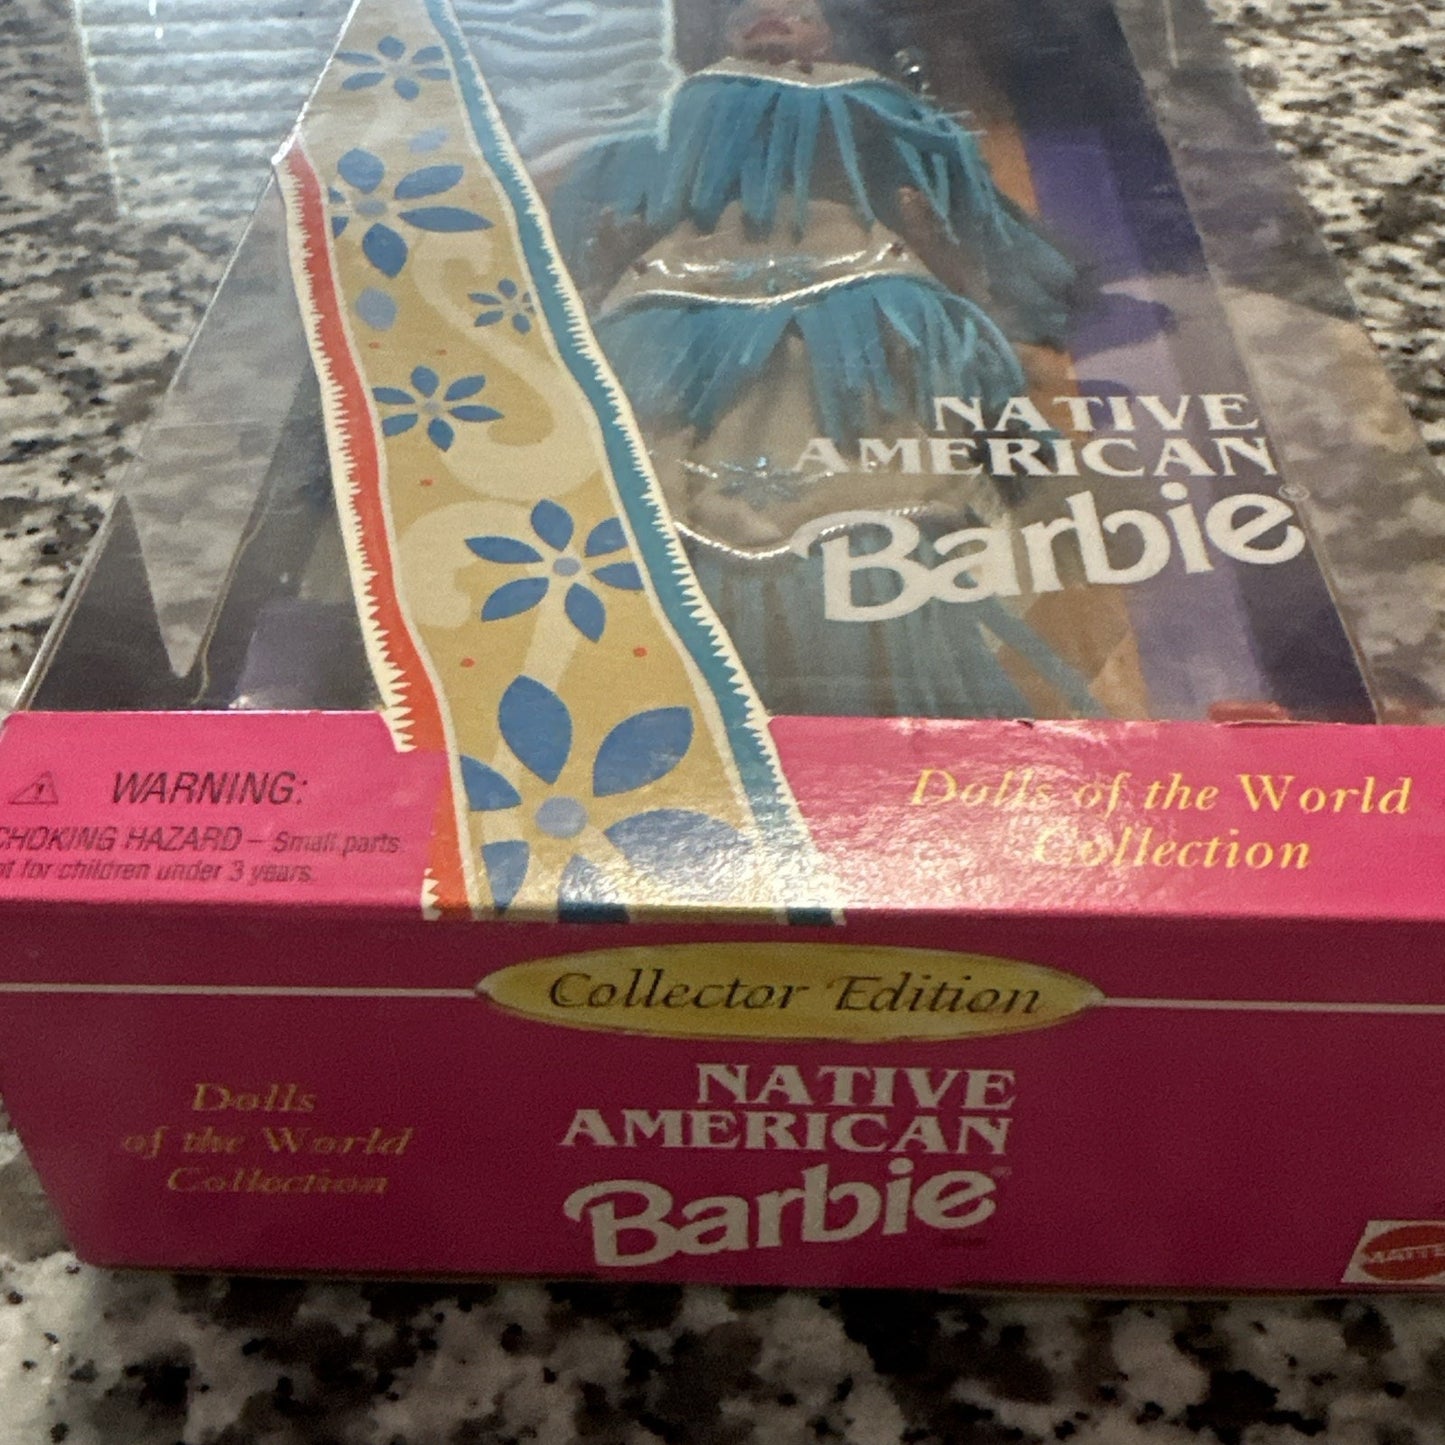 NATIVE
AMERICAN
Barbie®
WARNING:
CHOKING HAZARD – Small parts.
for children under 3 years.
Dolls of the World
Collection
Collector Edition
Dolls
of the World
Collection
NATIVE
AMERICAN
Barbie